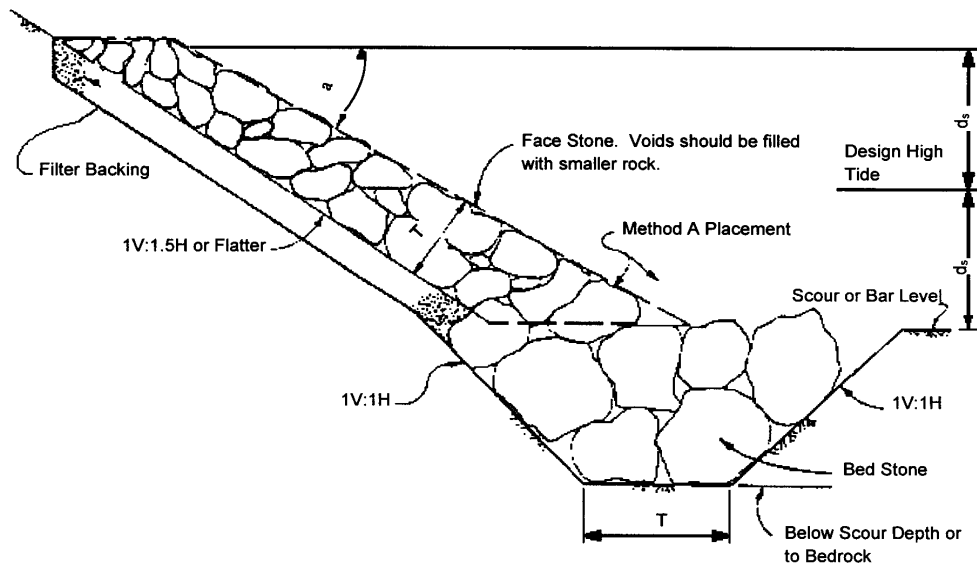 a
dₛ
Filter Backing
Face Stone. Voids should be filled
with smaller rock.
Design High
Tide
1V:1.5H or Flatter
T
Method A Placement
dₛ
Scour or Bar Level
1V:1H
1V:1H
Bed Stone
T
Below Scour Depth or
to Bedrock